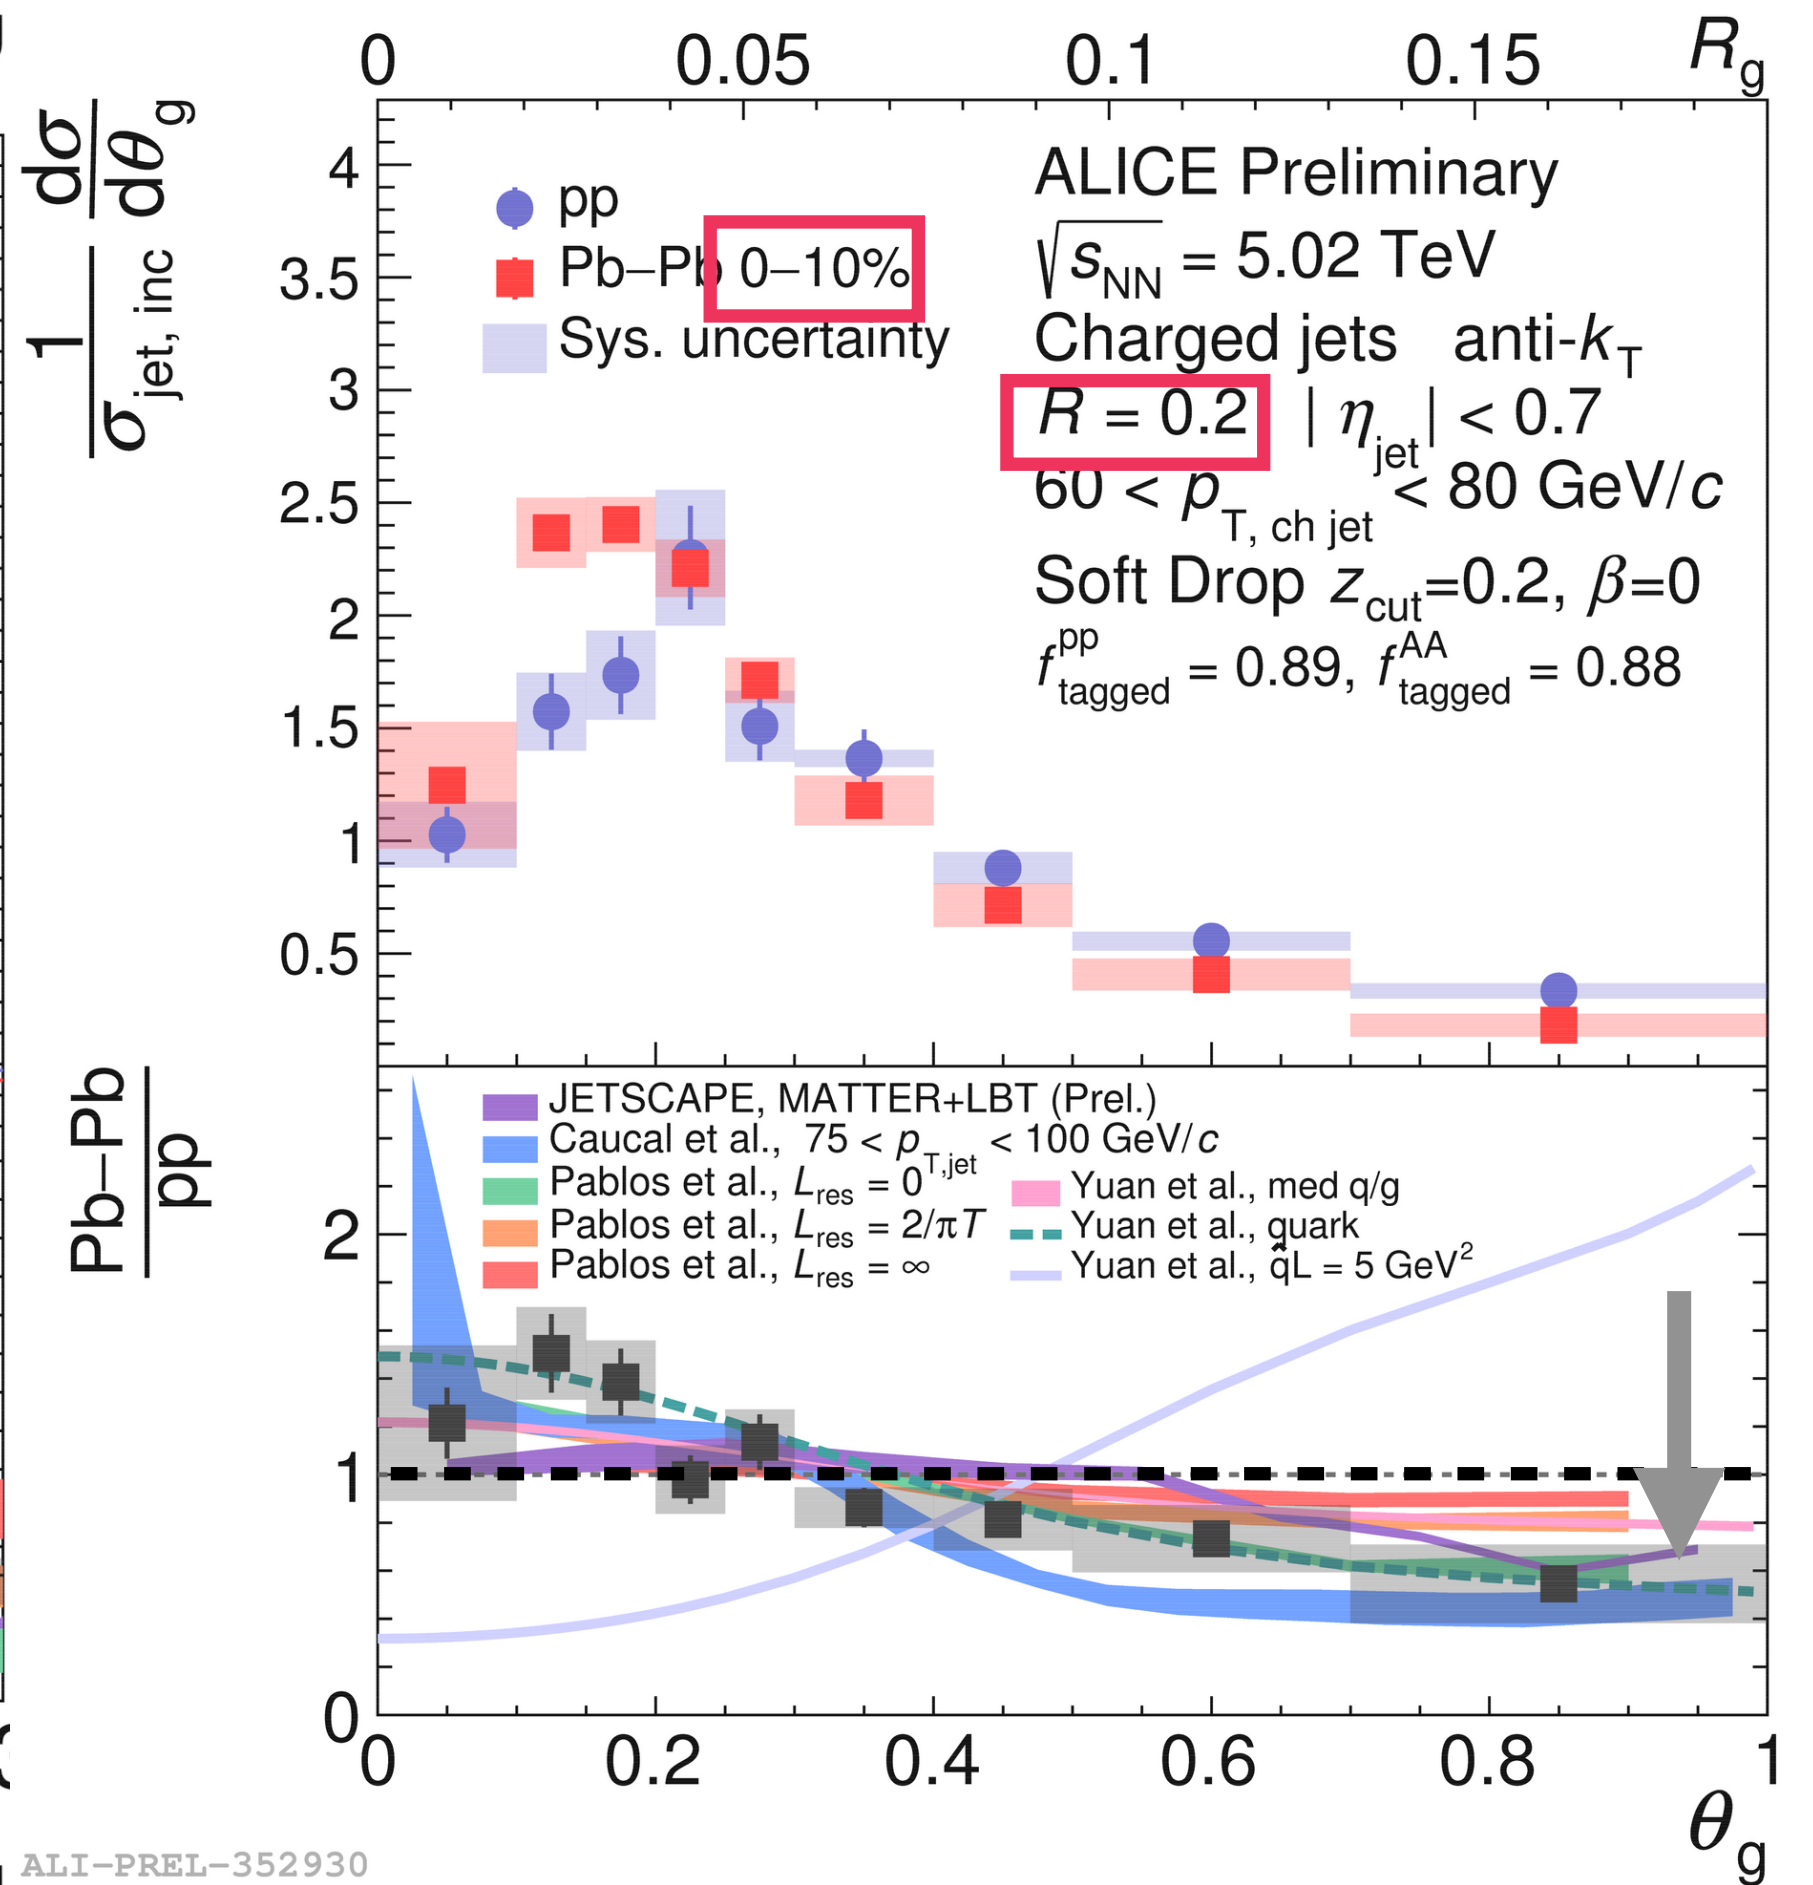 0 0.05 0.1 0.15 R_g
1/σ_jet, inc dσ/dθ_g
4
3.5
3
2.5
2
1.5
1
0.5
pp
Pb–Pb 0–10%
Sys. uncertainty
ALICE Preliminary
√s_NN = 5.02 TeV
Charged jets anti-k_T
R = 0.2 | η_jet | < 0.7
60 < p_T, ch jet < 80 GeV/c
Soft Drop z_cut=0.2, β=0
f^pp_tagged = 0.89, f^AA_tagged = 0.88
Pb–Pb/pp
2
1
0
JETSCAPE, MATTER+LBT (Prel.)
Caucal et al., 75 < p_T,jet < 100 GeV/c
Pablos et al., L_res = 0
Pablos et al., L_res = 2/πT
Pablos et al., L_res = ∞
Yuan et al., med q/g
Yuan et al., quark
Yuan et al., q̂L = 5 GeV²
0 0.2 0.4 0.6 0.8 1
θ_g
ALI-PREL-352930